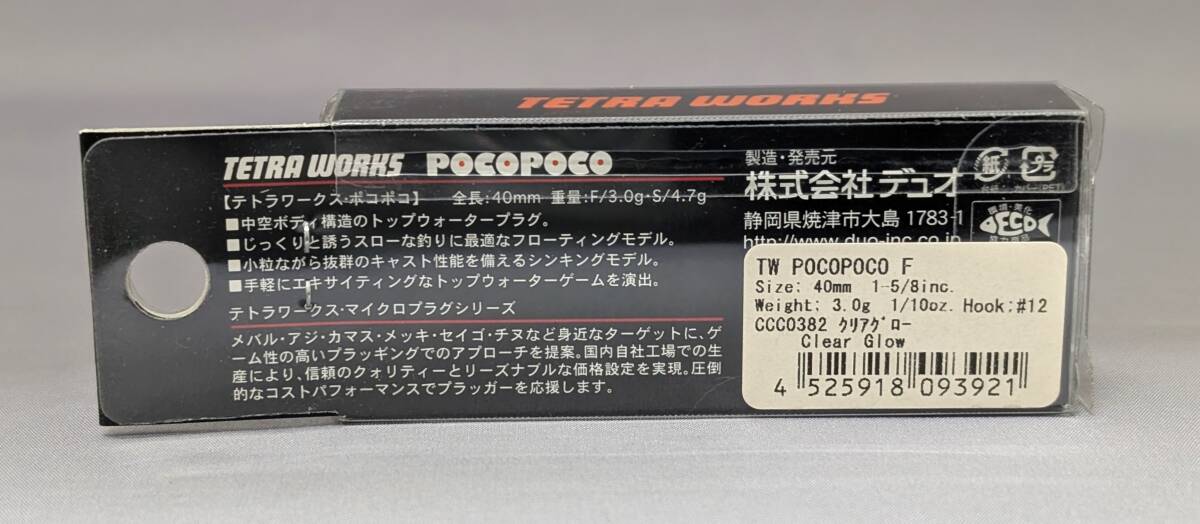 TETRA WORKS
TETRA WORKS POCOPOCO
【テトラワークス・ポコポコ】 全長:40mm 重量:F/3.0g・S/4.7g
■中空ボディ構造のトップウォータープラグ。
■じっくりと誘うスローな釣りに最適なフローティングモデル。
■小粒ながら抜群のキャスト性能を備えるシンキングモデル。
■手軽にエキサイティングなトップウォーターゲームを演出。
テトラワークス・マイクロプラグシリーズ
メバル・アジ・カマス・メッキ・セイゴ・チヌなど身近なターゲットに、ゲ
ーム性の高いプラッギングでのアプローチを提案。国内自社工場での生
産により、信頼のクオリティーとリーズナブルな価格設定を実現。圧倒
的なコストパフォーマンスでプラッガーを応援します。
製造・発売元
株式会社デュオ
静岡県焼津市大島 1783-1
http://www.duo-inc.co.jp
紙
プラ
環境・美化
ECO
TW POCOPOCO F
Size: 40mm 1-5/8inc.
Weight: 3.0g 1/10oz. Hook:#12
CCC0382 クリアグロー
Clear Glow
4 525918 093921